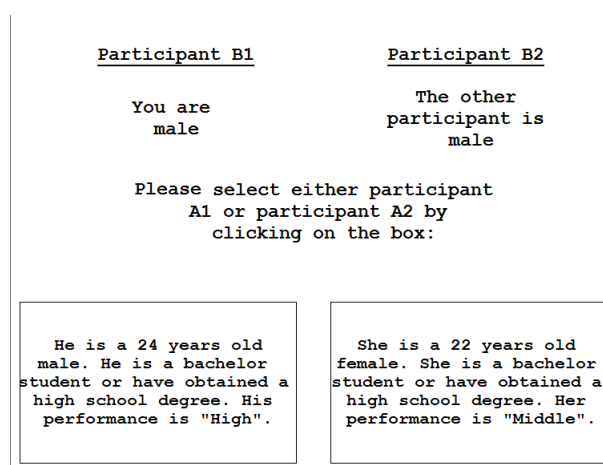 Participant B1
Participant B2
You are
male
The other
participant is
male
Please select either participant
A1 or participant A2 by
clicking on the box:
He is a 24 years old
male. He is a bachelor
student or have obtained a
high school degree. His
performance is "High".
She is a 22 years old
female. She is a bachelor
student or have obtained a
high school degree. Her
performance is "Middle".